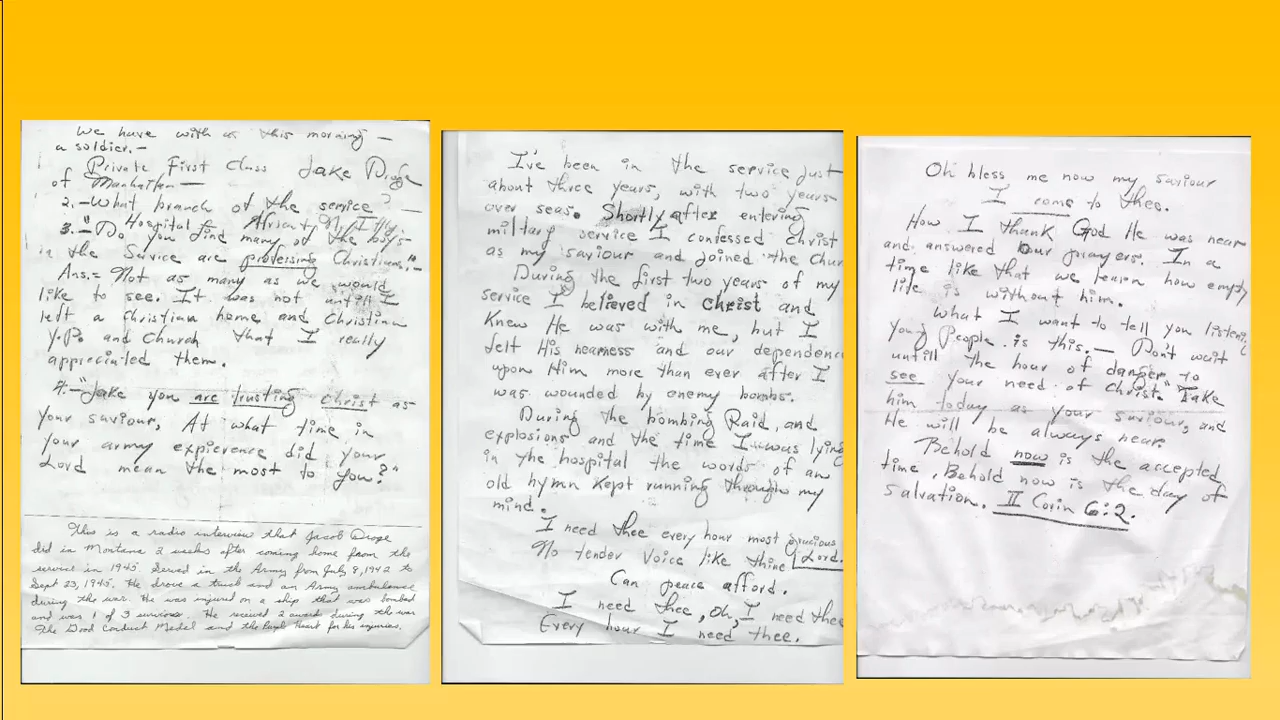 We have with us this morning —
a soldier. —
Private First Class Jake Droge
of Manhattan —
2. — What branch of the service? —
Hospital &
3. — "Do you find many of the boys
in the Service are profersing Christians." —
Ans. = Not as many as we would
like to see. It was not untill I
left a Christian home and Christian
Y.P. and Church that I really
appreciated them.
4. "Jake you are trusting Christ as
your saviour, At what time in
your army expierence did your
Lord mean the most to you?"
This is a radio interview that Jacob Droge
did in Montana 2 weeks after coming home from the
service in 1945. Served in the Army from July 8, 1942 to
Sept 23, 1945. He drove a truck and an Army ambulance
during the war. He was injured on a ship that was bombed
and was 1 of 3 survivors. He received 2 awards during the war
The Good Conduct Medal and the Purple Heart for his injuries.
I've been in the service just
about three years, with two years
over seas. Shortly after entering
military service I confessed Christ
as my saviour and joined the Chur
During the first two years of my
service I believed in Christ and
Knew He was with me, but I
felt His nearness and our dependenc
upon Him more than ever after I
was wounded by enemy bombs.
During the bombing Raid, and
explosions and the time I was lying
in the hospital the words of an
old hymn Kept running through my
mind.
I need thee every hour most gracious
No tender Voice like thine Lord.
Can peace afford.
I need thee, Oh, I need thee
Every hour I need thee.
Oh bless me now my saviour
I come to thee.
How I thank God He was near
and answered our prayers. In a
time like that we learn how empty
life is without him.
What I want to tell you listening
young People is this. — Don't wait
untill the hour of danger to
see your need of Christ." Take
him today as your saviour, and
He will be always near.
Behold now is the accepted
time, Behold now is the day of
salvation. II Corin 6:2.